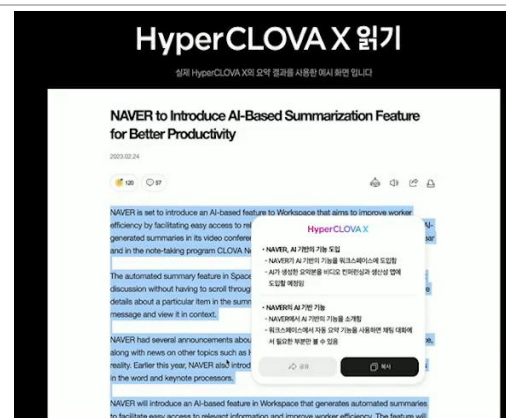 HyperCLOVA X 읽기
실제 HyperCLOVA X의 요약 결과를 사용한 예시 화면 입니다
NAVER to Introduce AI-Based Summarization Feature
for Better Productivity
2023.02.24
120 57
NAVER is set to introduce an AI-based feature to Workspace that aims to improve worker
efficiency by facilitating easy access to rel
generated summaries in its video confere
and in the note-taking program CLOVA N
The automated summary feature in Space
discussion without having to scroll throug
details about a particular item in the summ
message and view it in context.
NAVER had several announcements abou
along with news on other topics such as H
reality. Earlier this year, NAVER also introd
in the word and keynote processors.
HyperCLOVA X
· NAVER, AI 기반의 기능 도입
- NAVER가 AI 기반의 기능을 워크스페이스에 도입함
- AI가 생성한 요약본을 비디오 컨퍼런싱과 생산성 앱에
도입할 예정임
· NAVER의 AI 기반 기능
- NAVER에서 AI 기반의 기능을 소개함
- 워크스페이스에서 자동 요약 기능을 사용하면 채팅 대화에
서 필요한 부분만 볼 수 있음
공유 복사
NAVER will introduce an AI-based feature in Workspace that generates automated summaries
to facilitate easy access to relevant information and improve worker efficiency. The feature will